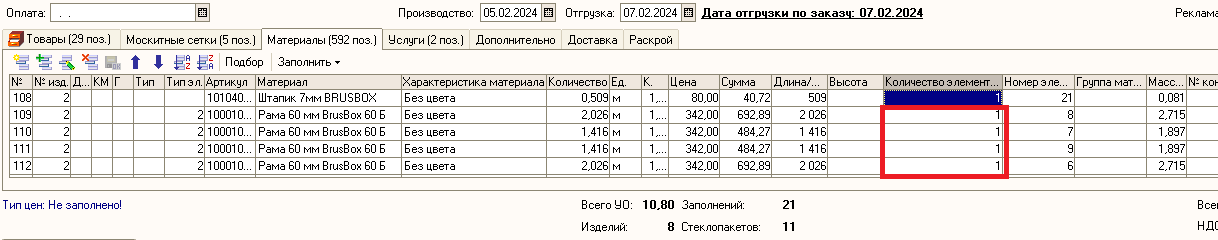 Оплата: . . Производство: 05.02.2024 Отгрузка: 07.02.2024 Дата отгрузки по заказу: 07.02.2024 Реклама
Товары (29 поз.) Москитные сетки (5 поз.) Материалы (592 поз.) Услуги (2 поз.) Дополнительно Доставка Раскрой
Подбор Заполнить
№ № изд. Д... КМ Г Тип Тип эл. Артикул Материал Характеристика материала Количество Ед. К. Цена Сумма Длина/... Высота Количество элемент... Номер эле... Группа мат... Масс... № кон
108 2 101040... Штапик 7мм BRUSBOX Без цвета 0,509 м 1,... 80,00 40,72 509 1 21 0,081
109 2 2 100010... Рама 60 мм BrusBox 60 Б Без цвета 2,026 м 1,... 342,00 692,89 2 026 1 8 2,715
110 2 2 100010... Рама 60 мм BrusBox 60 Б Без цвета 1,416 м 1,... 342,00 484,27 1 416 1 7 1,897
111 2 2 100010... Рама 60 мм BrusBox 60 Б Без цвета 1,416 м 1,... 342,00 484,27 1 416 1 9 1,897
112 2 2 100010... Рама 60 мм BrusBox 60 Б Без цвета 2,026 м 1,... 342,00 692,89 2 026 1 6 2,715
Тип цен: Не заполнено! Всего УО: 10,80 Заполнений: 21 Все
Изделий: 8 Стеклопакетов: 11 НДС